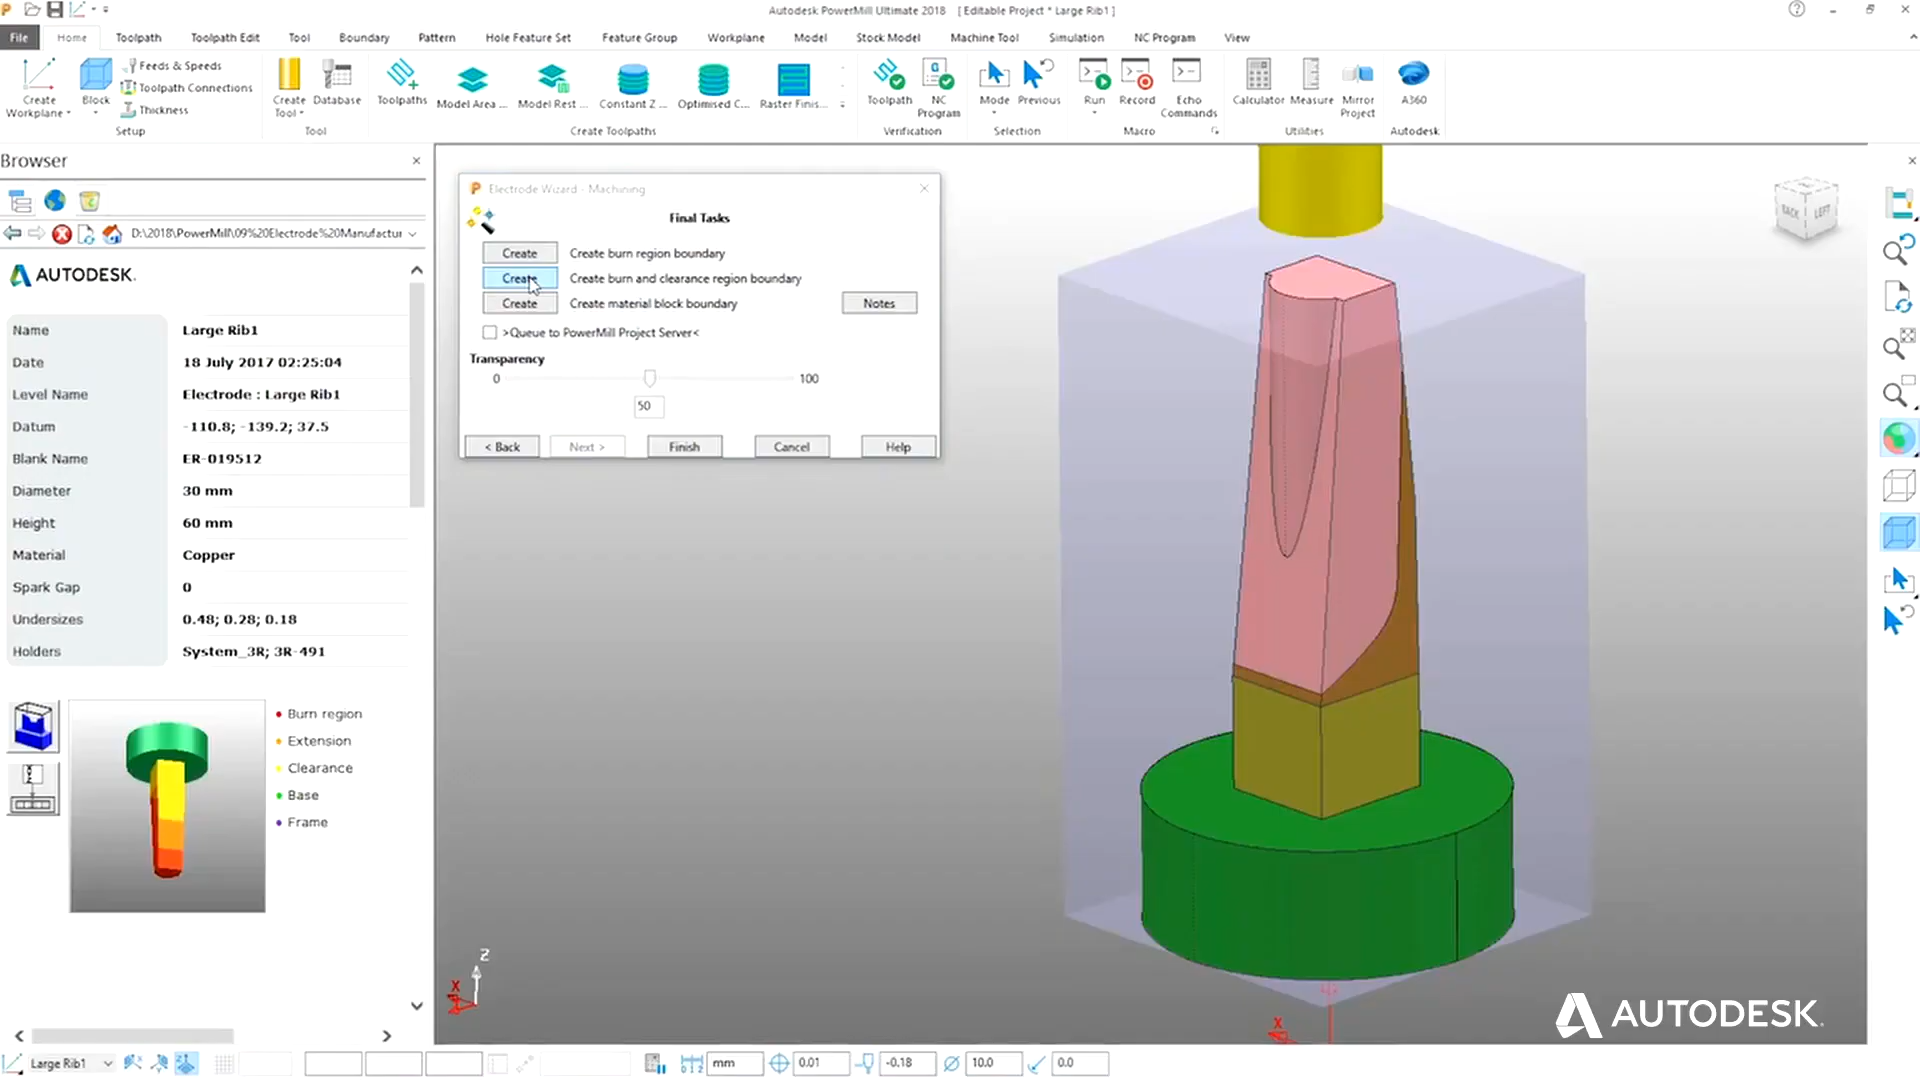 Autodesk PowerMill Ultimate 2018 [ Editable Project * Large Rib1 ]
File Home Toolpath Toolpath Edit Tool Boundary Pattern Hole Feature Set Feature Group Workplane Model Stock Model Machine Tool Simulation NC Program View
Feeds & Speeds
Toolpath Connections
Thickness
Create Workplane
Block
Create Tool
Database
Toolpaths
Model Area ...
Model Rest ...
Constant Z ...
Optimised C...
Raster Finis...
Toolpath
NC Program
Mode
Previous
Run
Record
Echo Commands
Calculator
Measure
Mirror Project
A360
Setup Tool Create Toolpaths Verification Selection Macro Utilities Autodesk
Browser
D:\2018\PowerMill\09%20Electrode%20Manufactur
AUTODESK.
Name Large Rib1
Date 18 July 2017 02:25:04
Level Name Electrode : Large Rib1
Datum -110.8; -139.2; 37.5
Blank Name ER-019512
Diameter 30 mm
Height 60 mm
Material Copper
Spark Gap 0
Undersizes 0.48; 0.28; 0.18
Holders System_3R; 3R-491
Burn region
Extension
Clearance
Base
Frame
Electrode Wizard - Machining
Final Tasks
Create Create burn region boundary
Create Create burn and clearance region boundary
Create Create material block boundary Notes
>Queue to PowerMill Project Server<
Transparency
0 100
50
< Back Next > Finish Cancel Help
BACK LEFT
Z
X
X
AUTODESK.
Large Rib1 mm 0.01 -0.18 10.0 0.0